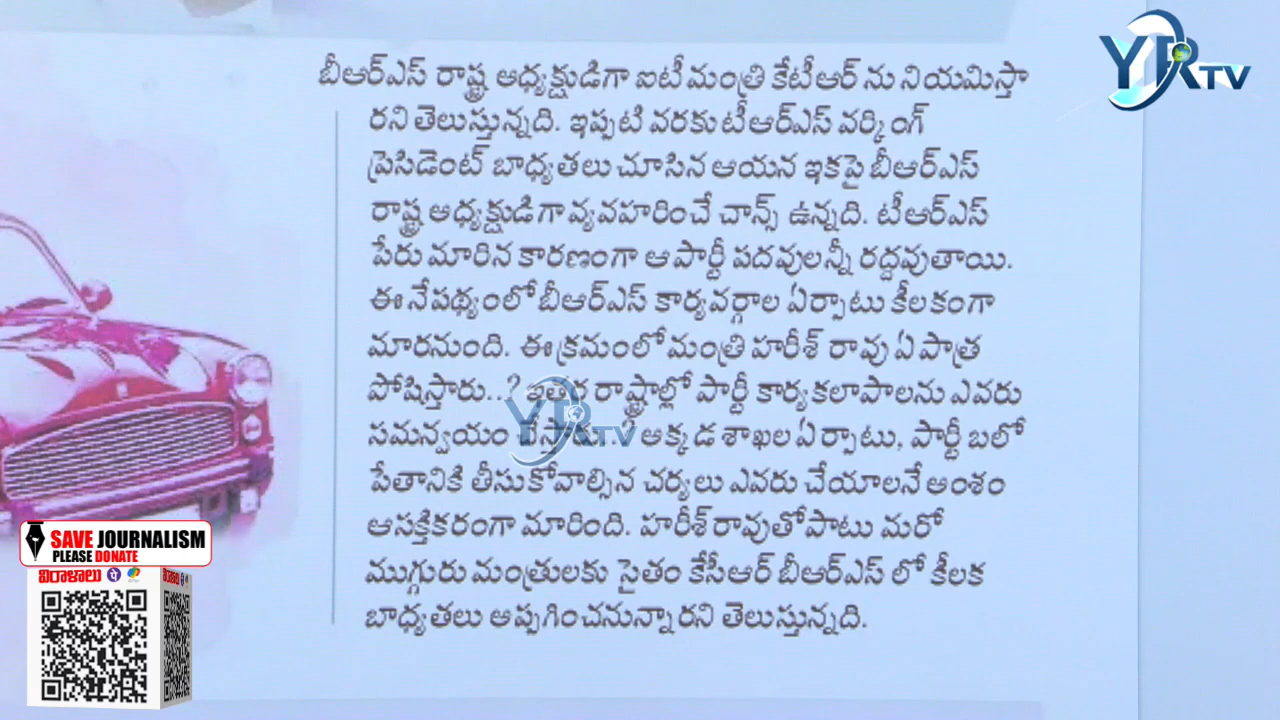 YRTV
బీఆర్ఎస్ రాష్ట్ర అధ్యక్షుడిగా ఐటీ మంత్రి కేటీఆర్ ను నియమిస్తా
రని తెలుస్తున్నది. ఇప్పటి వరకు టీఆర్ఎస్ వర్కింగ్
ప్రెసిడెంట్ బాధ్యతలు చూసిన ఆయన ఇకపై బీఆర్ఎస్
రాష్ట్ర అధ్యక్షుడిగా వ్యవహరించే చాన్స్ ఉన్నది. టీఆర్ఎస్
పేరు మారిన కారణంగా ఆ పార్టీ పదవులన్నీ రద్దవుతాయి.
ఈ నేపథ్యంలో బీఆర్ఎస్ కార్యవర్గాల ఏర్పాటు కీలకంగా
మారనుంది. ఈ క్రమంలో మంత్రి హరీశ్ రావు ఏ పాత్ర
పోషిస్తారు..? ఇతర రాష్ట్రాల్లో పార్టీ కార్యకలాపాలను ఎవరు
సమన్వయం అక్కడ శాఖల ఏర్పాటు, పార్టీ బలో
పేతానికి తీసుకోవాల్సిన చర్యలు ఎవరు చేయాలనే అంశం
ఆసక్తికరంగా మారింది. హరీశ్ రావుతోపాటు మరో
ముగ్గురు మంత్రులకు సైతం కేసీఆర్ బీఆర్ఎస్ లో కీలక
బాధ్యతలు అప్పగించనున్నారని తెలుస్తున్నది.
YRTV
SAVE JOURNALISM
PLEASE DONATE
విరాళాలు